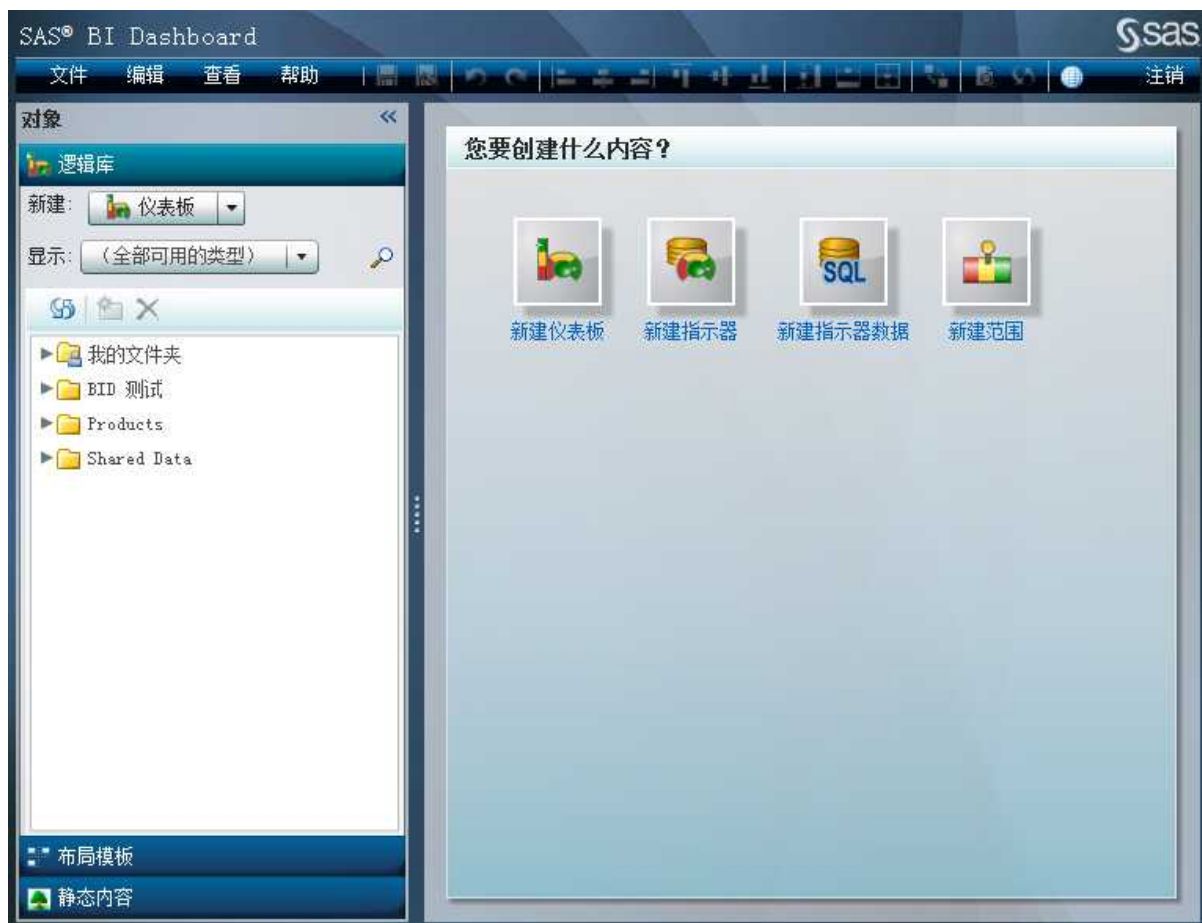 SAS® BI Dashboard
sas
文件 编辑 查看 帮助 注销
对象
逻辑库
新建: 仪表板
显示: (全部可用的类型)
我的文件夹
BID 测试
Products
Shared Data
布局模板
静态内容
您要创建什么内容?
SQL
新建仪表板 新建指示器 新建指示器数据 新建范围